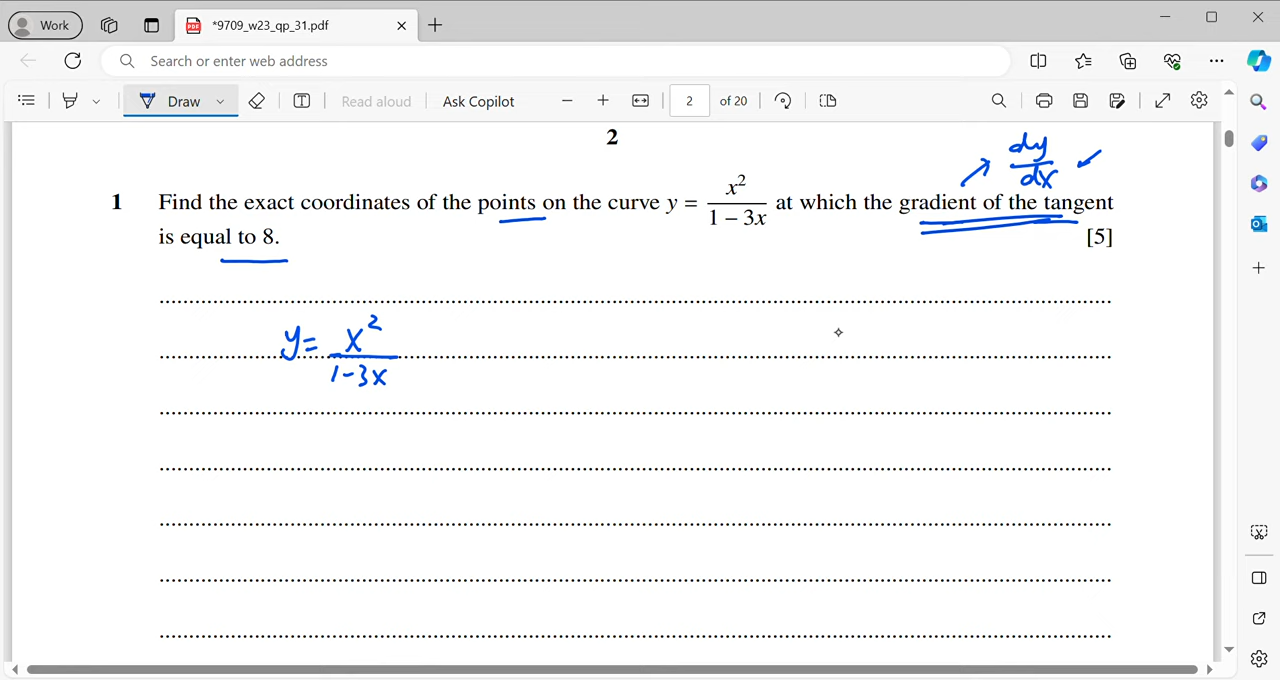 Work
*9709_w23_qp_31.pdf
Search or enter web address
Draw
Read aloud
Ask Copilot
2 of 20
2
dy/dx
1 Find the exact coordinates of the points on the curve y = x²/(1 – 3x) at which the gradient of the tangent
is equal to 8. [5]
y = x²/(1-3x)